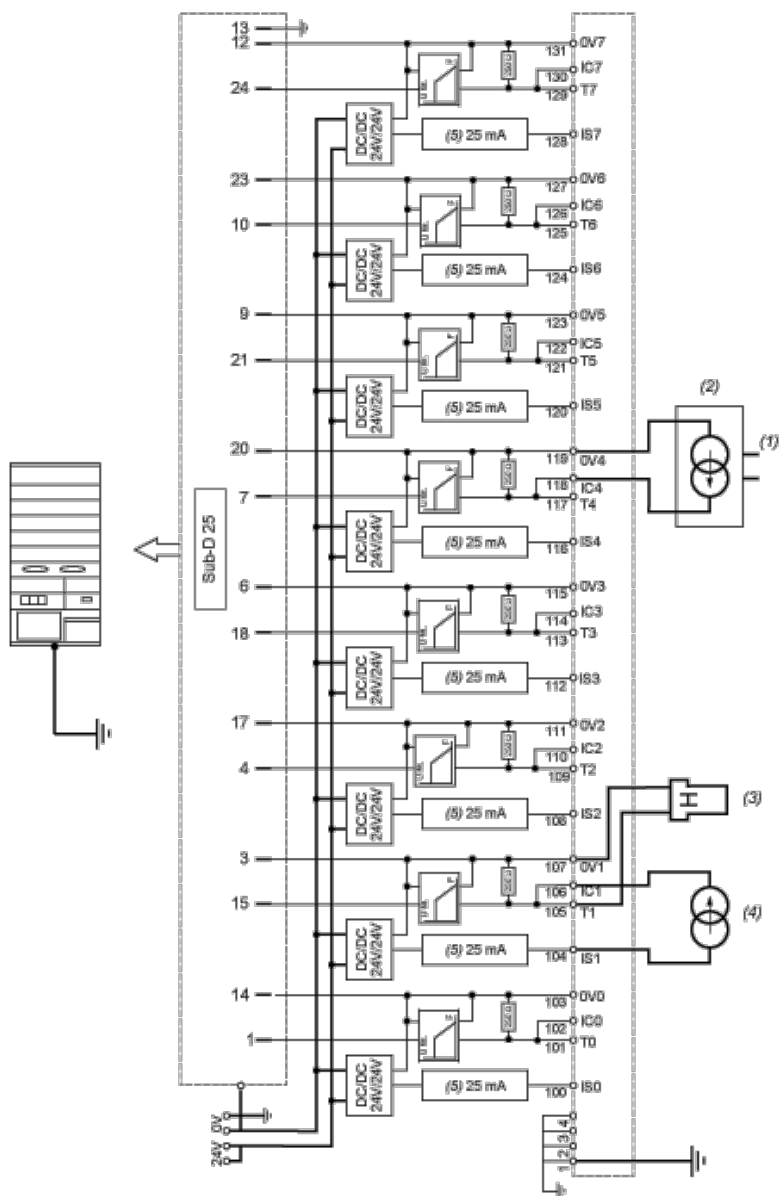 13
12
0V7
131
IC7
130
24
T7
129
DC/DC
24V/24V
(5) 25 mA
IS7
128
23
0V6
127
IC6
126
10
T6
125
DC/DC
24V/24V
(5) 25 mA
IS6
124
9
0V5
123
IC5
122
21
T5
121
DC/DC
24V/24V
(5) 25 mA
IS5
120
(2)
(1)
20
119
0V4
118
IC4
7
117
T4
DC/DC
24V/24V
(5) 25 mA
IS4
116
Sub-D 25
6
0V3
115
IC3
114
18
T3
113
DC/DC
24V/24V
(5) 25 mA
IS3
112
17
0V2
111
IC2
110
4
T2
109
DC/DC
24V/24V
(5) 25 mA
IS2
108
H
(3)
3
107
0V1
106
IC1
15
105
T1
(4)
DC/DC
24V/24V
(5) 25 mA
104
IS1
14
0V0
103
IC0
102
1
T0
101
DC/DC
24V/24V
(5) 25 mA
IS0
100
0V
24V
4
3
2
1